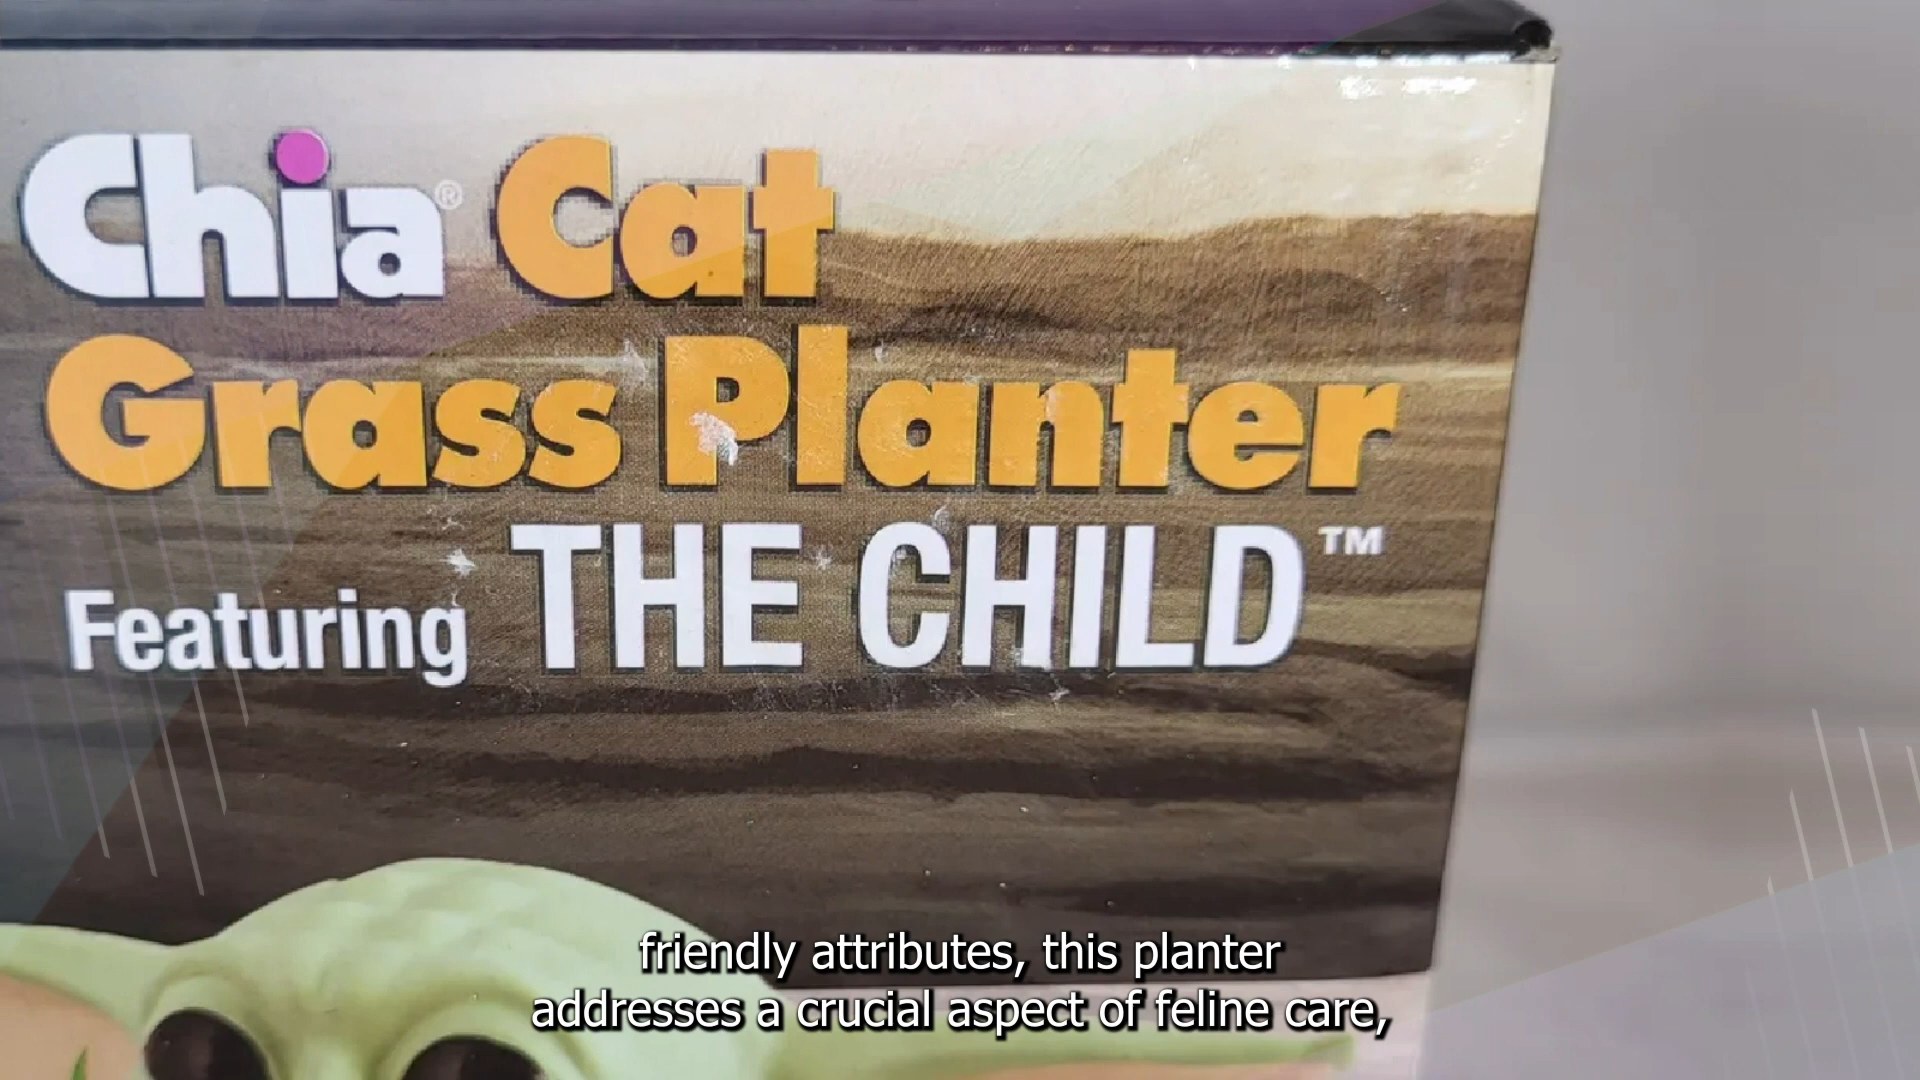 Chia® Cat
Grass Planter
Featuring THE CHILD™
friendly attributes, this planter
addresses a crucial aspect of feline care,